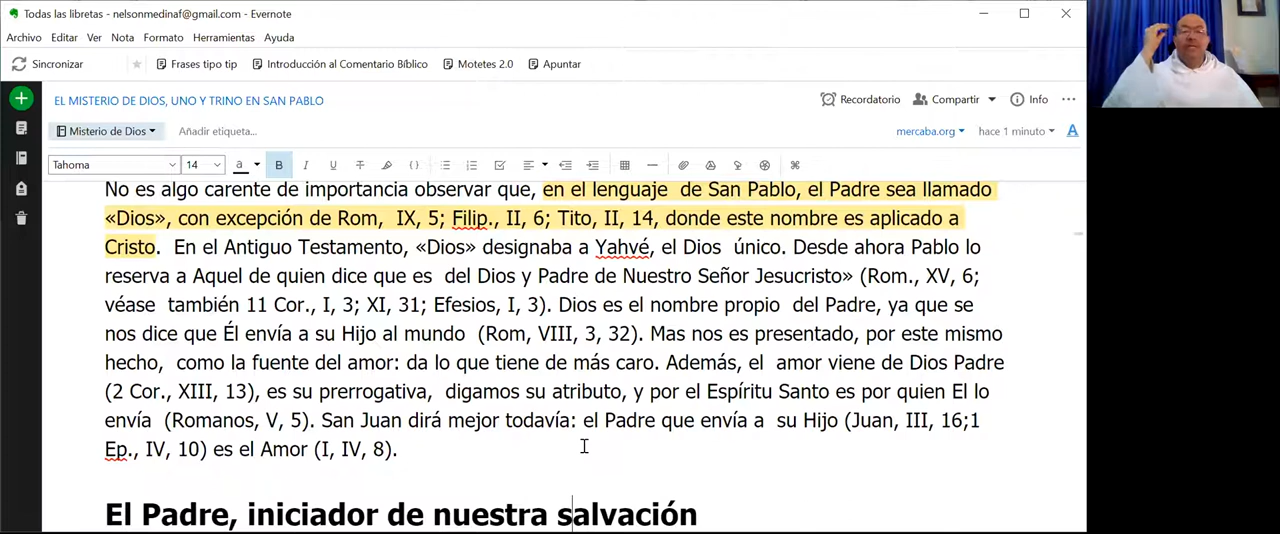 Todas las libretas - nelsonmedinaf@gmail.com - Evernote
Archivo Editar Ver Nota Formato Herramientas Ayuda
Sincronizar Frases tipo tip Introducción al Comentario Bíblico Motetes 2.0 Apuntar
EL MISTERIO DE DIOS, UNO Y TRINO EN SAN PABLO Recordatorio Compartir Info
Misterio de Dios Añadir etiqueta... mercaba.org hace 1 minuto A
Tahoma 14 a B I U T { }
No es algo carente de importancia observar que, en el lenguaje de San Pablo, el Padre sea llamado
«Dios», con excepción de Rom, IX, 5; Filip., II, 6; Tito, II, 14, donde este nombre es aplicado a
Cristo. En el Antiguo Testamento, «Dios» designaba a Yahvé, el Dios único. Desde ahora Pablo lo
reserva a Aquel de quien dice que es del Dios y Padre de Nuestro Señor Jesucristo» (Rom., XV, 6;
véase también 11 Cor., I, 3; XI, 31; Efesios, I, 3). Dios es el nombre propio del Padre, ya que se
nos dice que Él envía a su Hijo al mundo (Rom, VIII, 3, 32). Mas nos es presentado, por este mismo
hecho, como la fuente del amor: da lo que tiene de más caro. Además, el amor viene de Dios Padre
(2 Cor., XIII, 13), es su prerrogativa, digamos su atributo, y por el Espíritu Santo es por quien El lo
envía (Romanos, V, 5). San Juan dirá mejor todavía: el Padre que envía a su Hijo (Juan, III, 16;1
Ep., IV, 10) es el Amor (I, IV, 8).
El Padre, iniciador de nuestra salvación